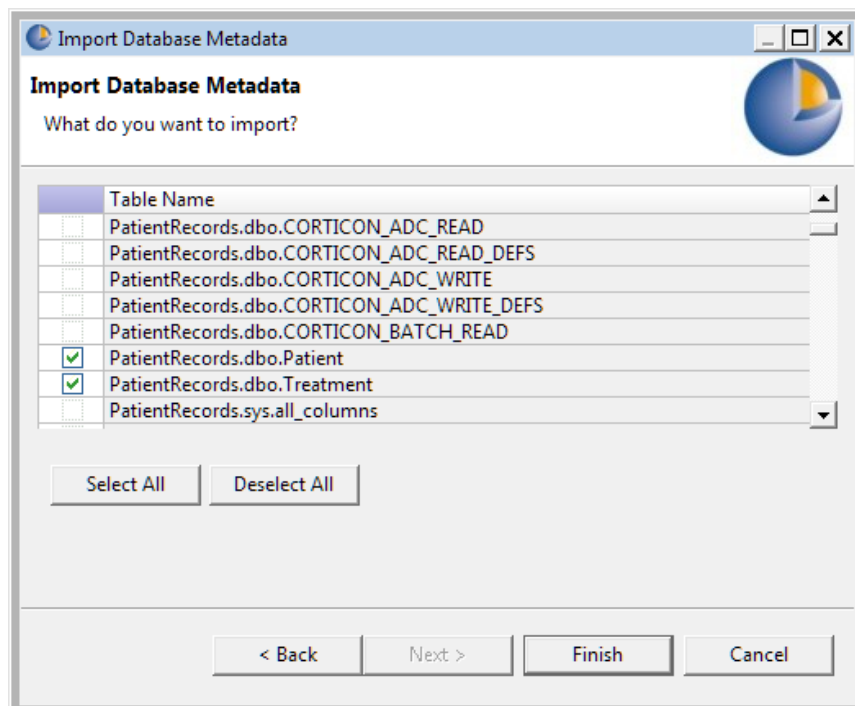 Import Database Metadata
Import Database Metadata
What do you want to import?
Table Name
PatientRecords.dbo.CORTICON_ADC_READ
PatientRecords.dbo.CORTICON_ADC_READ_DEFS
PatientRecords.dbo.CORTICON_ADC_WRITE
PatientRecords.dbo.CORTICON_ADC_WRITE_DEFS
PatientRecords.dbo.CORTICON_BATCH_READ
PatientRecords.dbo.Patient
PatientRecords.dbo.Treatment
PatientRecords.sys.all_columns
Select All Deselect All
< Back Next > Finish Cancel